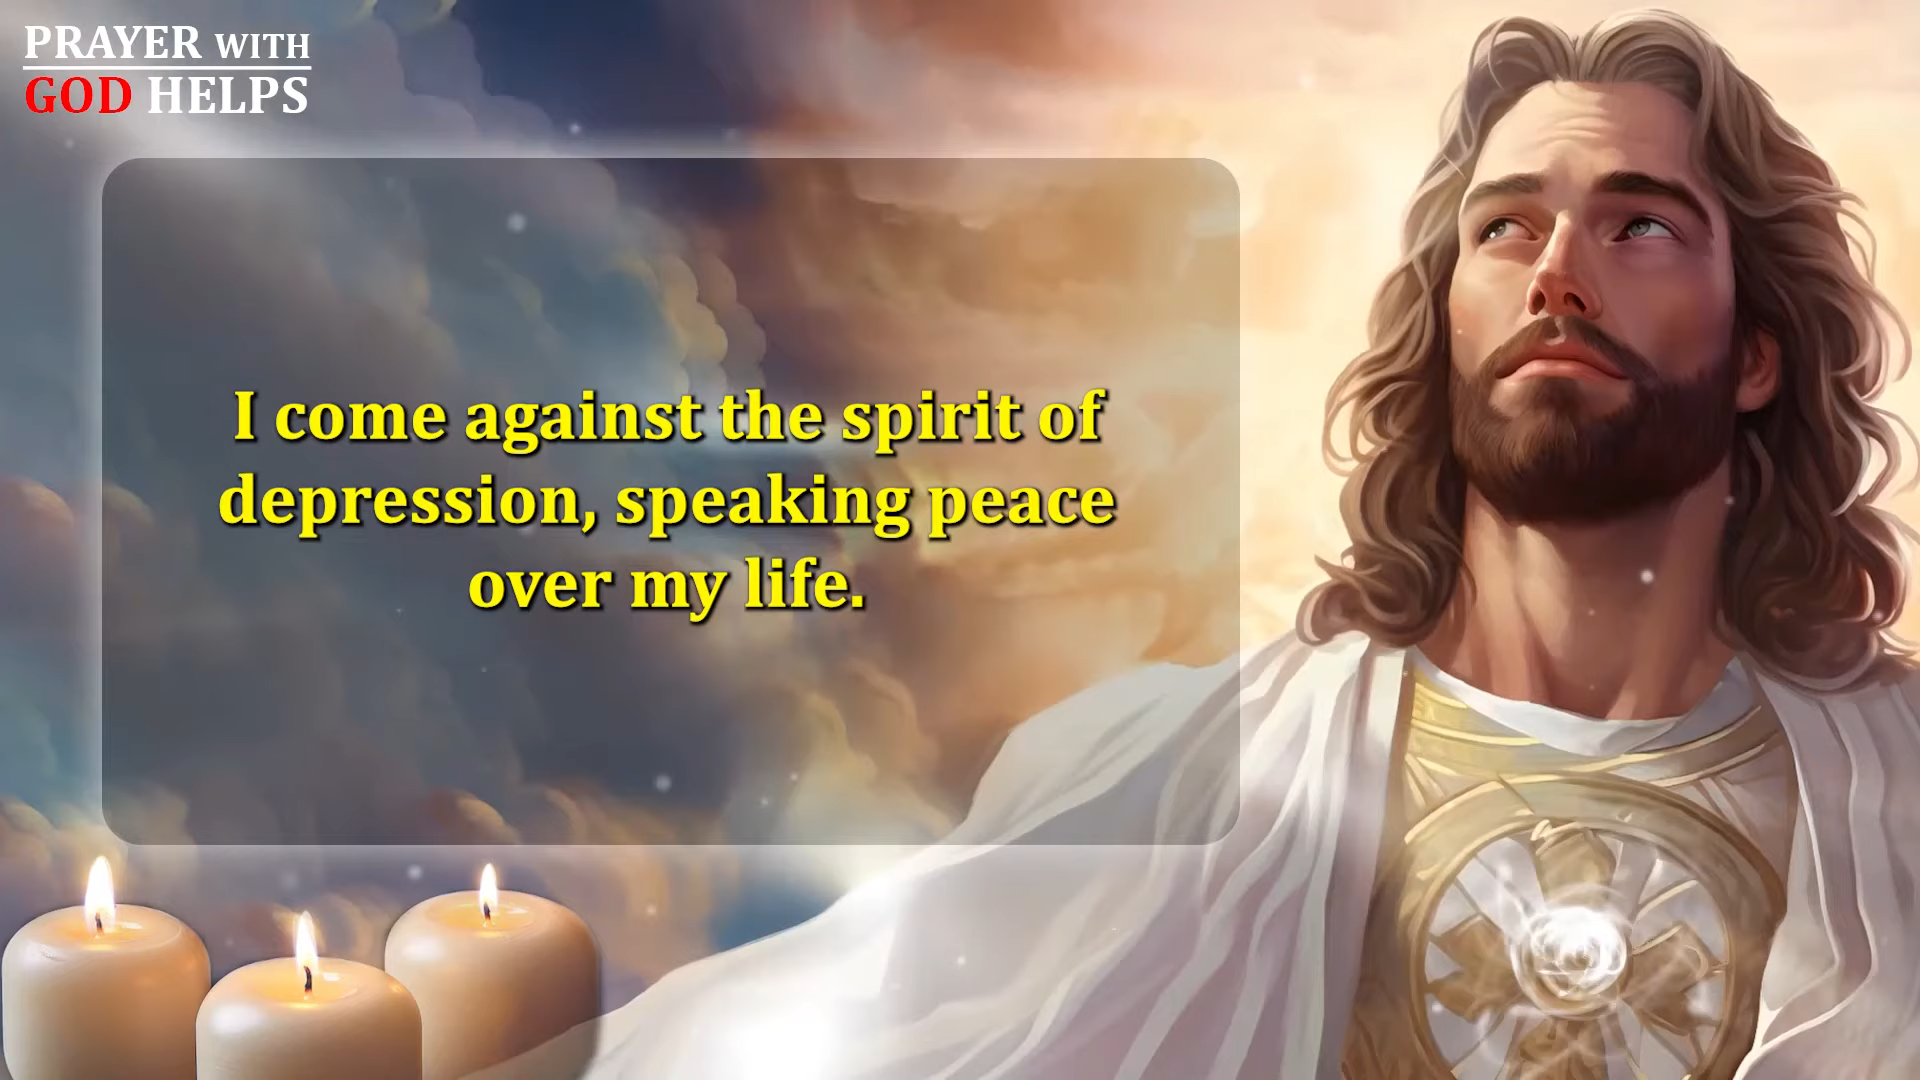 PRAYER WITH
GOD HELPS
I come against the spirit of
depression, speaking peace
over my life.